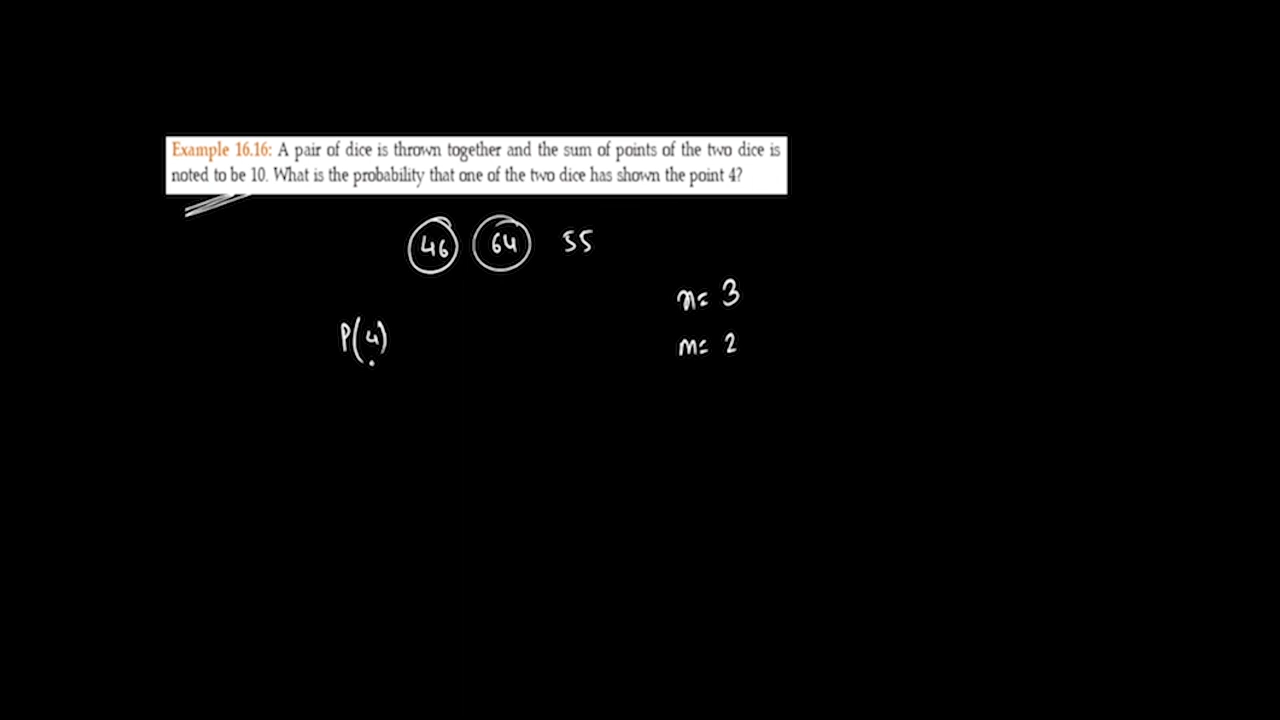 Example 16.16: A pair of dice is thrown together and the sum of points of the two dice is
noted to be 10. What is the probability that one of the two dice has shown the point 4?
46 64 55
n= 3
P(4)
m= 2